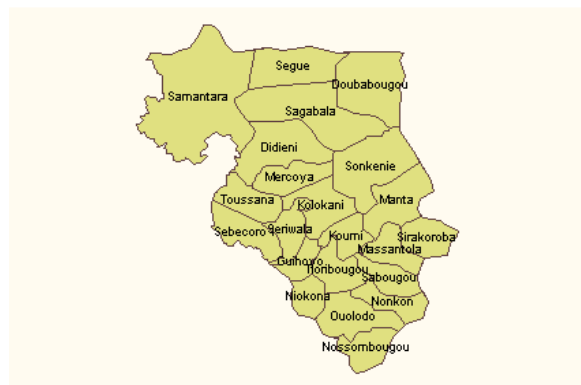 Segue
Doubabougou
Samantara
Sagabala
Didieni
Sonkenie
Mercoya
Toussana
Kolokani
Manta
Sebecoro
Seriwala
Koumi
Sirakoroba
Massantola
Guihoyo
Tioribougou
Sabougou
Niokona
Nonkon
Ouolodo
Nossombougou